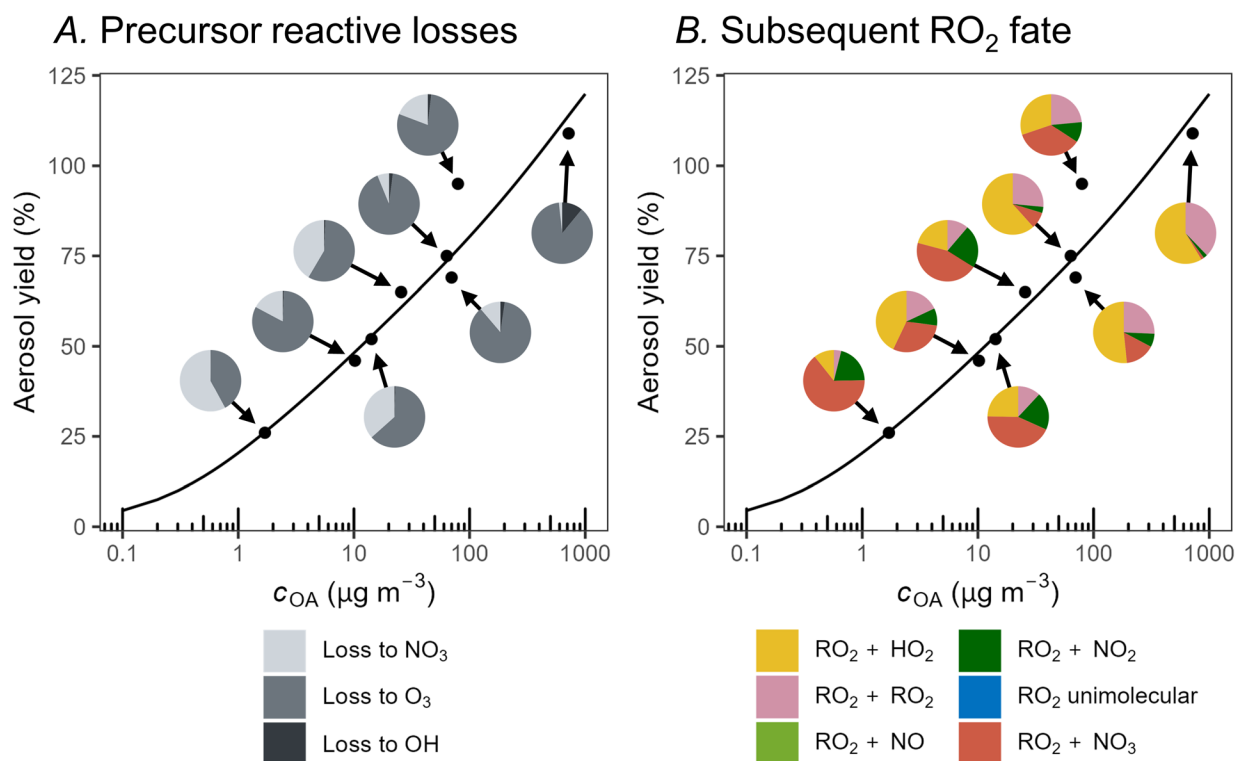 A. Precursor reactive losses
Aerosol yield (%)
125
100
75
50
25
0
0.1 1 10 100 1000
cOA (µg m−3)
Loss to NO3
Loss to O3
Loss to OH
B. Subsequent RO2 fate
Aerosol yield (%)
125
100
75
50
25
0
0.1 1 10 100 1000
cOA (µg m−3)
RO2 + HO2
RO2 + RO2
RO2 + NO
RO2 + NO2
RO2 unimolecular
RO2 + NO3